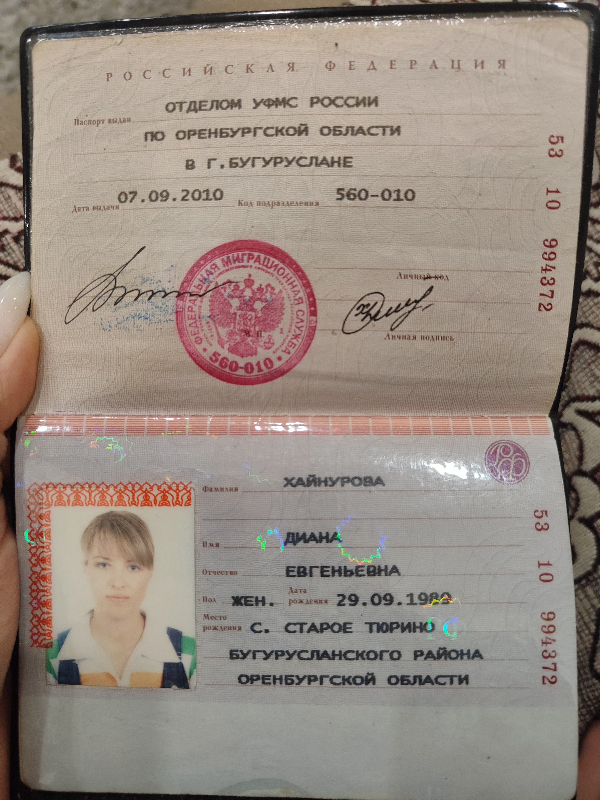 РОССИЙСКАЯ ФЕДЕРАЦИЯ
Паспорт выдан ОТДЕЛОМ УФМС РОССИИ
ПО ОРЕНБУРГСКОЙ ОБЛАСТИ
В Г.БУГУРУСЛАНЕ
Дата выдачи 07.09.2010 Код подразделения 560-010
53 10 994372
Личный код
Личная подпись
ФЕДЕРАЛЬНАЯ МИГРАЦИОННАЯ СЛУЖБА
560-010
Фамилия ХАЙНУРОВА
Имя ДИАНА
Отчество ЕВГЕНЬЕВНА
Пол ЖЕН. Дата рождения 29.09.1989
Место рождения С. СТАРОЕ ТЮРИНО
БУГУРУСЛАНСКОГО РАЙОНА
ОРЕНБУРГСКОЙ ОБЛАСТИ
53 10 994372